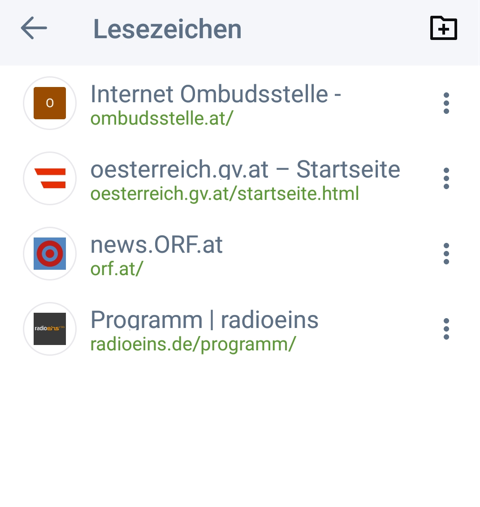 Lesezeichen
O
Internet Ombudsstelle -
ombudsstelle.at/
oesterreich.gv.at – Startseite
oesterreich.gv.at/startseite.html
news.ORF.at
orf.at/
radioeins
Programm | radioeins
radioeins.de/programm/